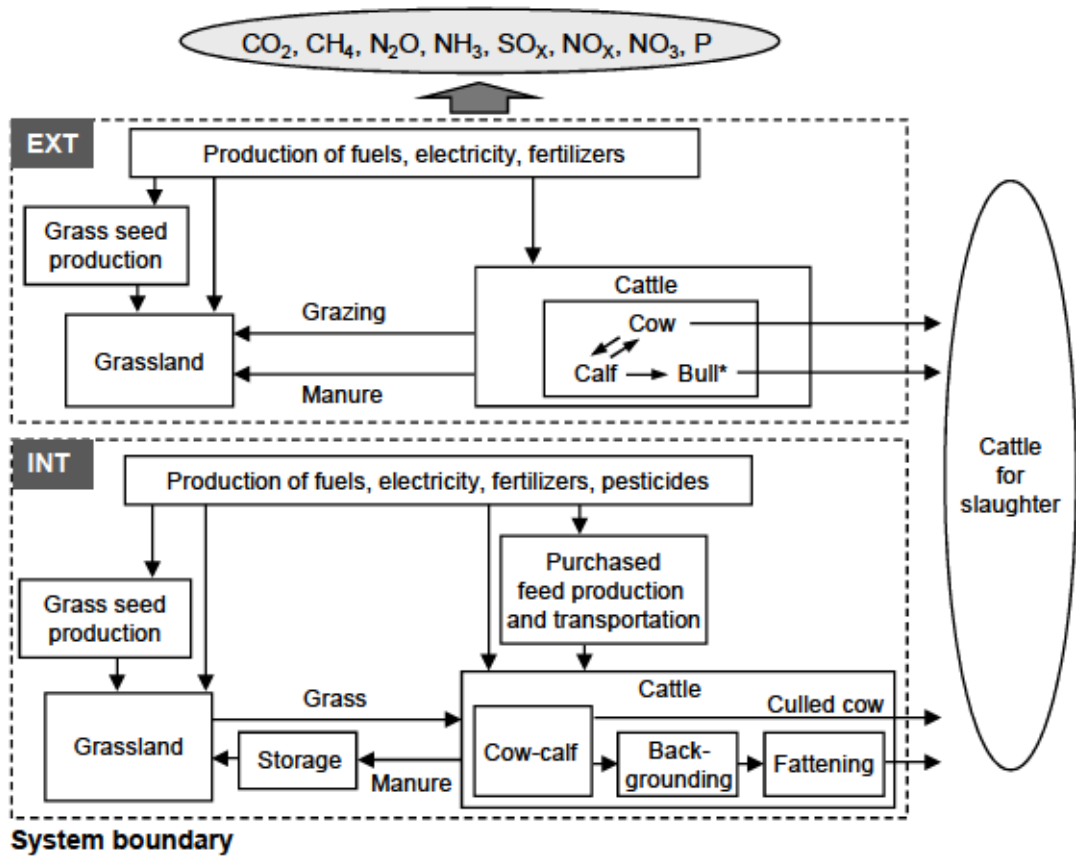 CO₂, CH₄, N₂O, NH₃, SOₓ, NOₓ, NO₃, P
EXT
Production of fuels, electricity, fertilizers
Grass seed
production
Grassland
Grazing
Manure
Cattle
Cow
Calf
Bull*
INT
Production of fuels, electricity, fertilizers, pesticides
Grass seed
production
Purchased
feed production
and transportation
Grassland
Grass
Storage
Manure
Cattle
Culled cow
Cow-calf
Back-
grounding
Fattening
Cattle
for
slaughter
System boundary